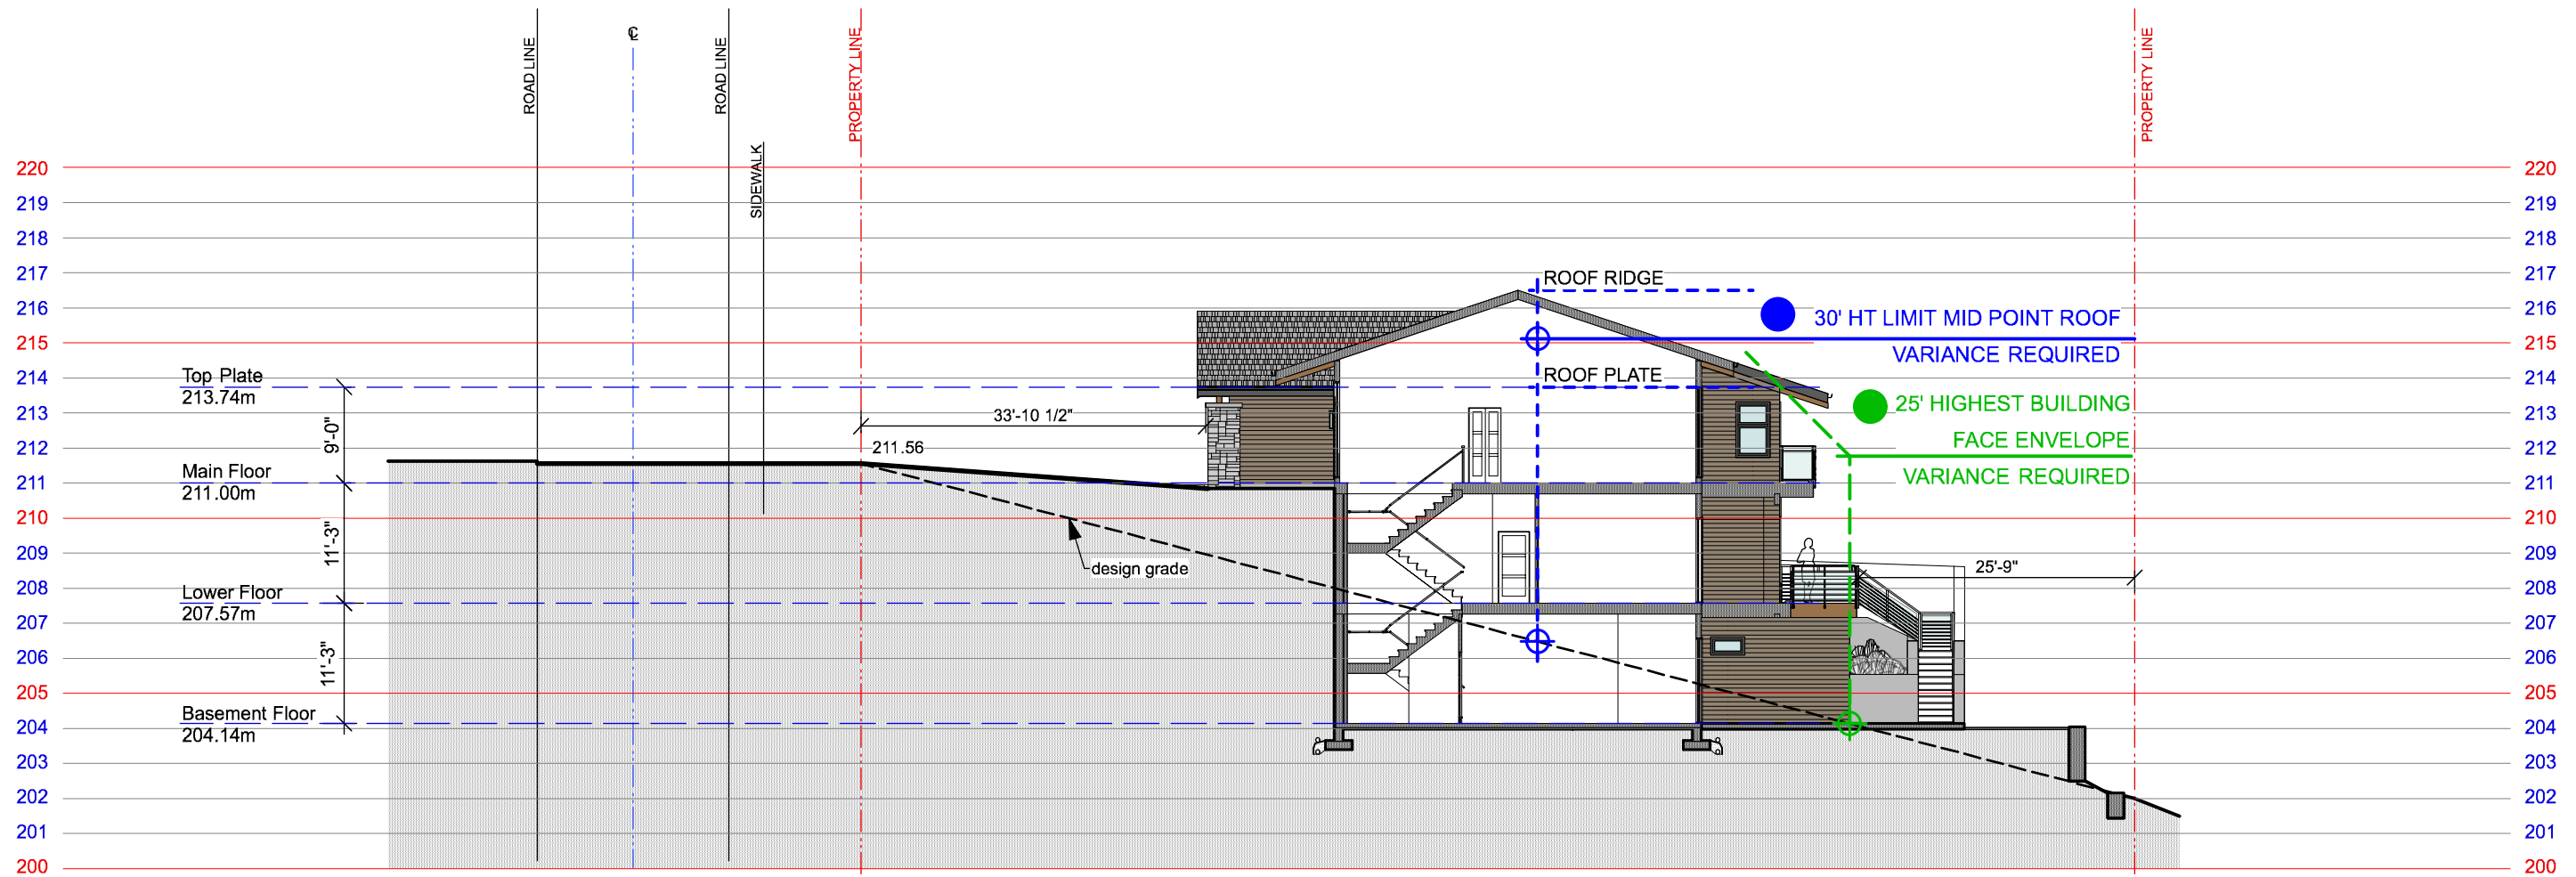 ℄
ROAD LINE
ROAD LINE
PROPERTY LINE
PROPERTY LINE
SIDEWALK
220
220
219
219
218
218
217
217
ROOF RIDGE
216
216
30' HT LIMIT MID POINT ROOF
215
215
VARIANCE REQUIRED
Top Plate
213.74m
214
214
ROOF PLATE
213
213
25' HIGHEST BUILDING
33'-10 1/2"
9'-0"
FACE ENVELOPE
212
212
211.56
Main Floor
211.00m
VARIANCE REQUIRED
211
211
210
210
11'-3"
209
209
design grade
25'-9"
208
208
Lower Floor
207.57m
207
207
206
206
11'-3"
205
205
Basement Floor
204.14m
204
204
203
203
202
202
201
201
200
200